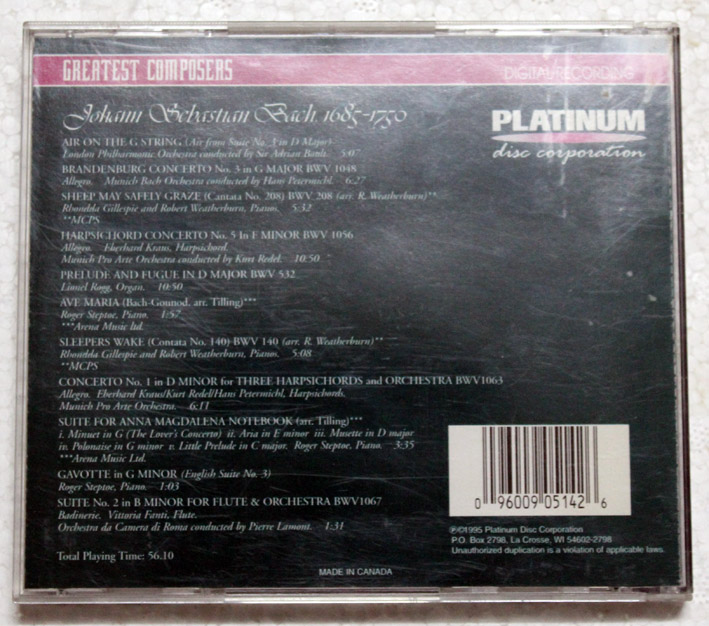 GREATEST COMPOSERS
DIGITAL RECORDING
Johann Sebastian Bach 1685-1750
PLATINUM
disc corporation
AIR ON THE G STRING (Air from Suite No. 3 in D Major)
London Philharmonic Orchestra conducted by Sir Adrian Boult. 5:07
BRANDENBURG CONCERTO No. 3 in G MAJOR BWV 1048
Allegro. Munich Bach Orchestra conducted by Hans Petermichl. 6:27
SHEEP MAY SAFELY GRAZE (Cantata No. 208) BWV 208 (arr. R. Weatherburn)**
Rhondda Gillespie and Robert Weatherburn, Pianos. 5:32
**MCPS
HARPSICHORD CONCERTO No. 5 In F MINOR BWV 1056
Allegro. Eberhard Kraus, Harpsichord.
Munich Pro Arte Orchestra conducted by Kurt Redel. 10:50
PRELUDE AND FUGUE IN D MAJOR BWV 532
Lionel Rogg, Organ. 10:50
AVE MARIA (Bach-Gounod, arr. Tilling)***
Roger Steptoe, Piano. 1:57
***Arena Music ltd.
SLEEPERS WAKE (Contata No. 140) BWV 140 (arr. R. Weatherburn)**
Rhondda Gillespie and Robert Weatherburn, Pianos. 5:08
**MCPS
CONCERTO No. 1 in D MINOR for THREE HARPSICHORDS and ORCHESTRA BWV1063
Allegro. Eberhard Kraus/Kurt Redel/Hans Petermichl, Harpsichords.
Munich Pro Arte Orchestra. 6:11
SUITE FOR ANNA MAGDALENA NOTEBOOK (arr. Tilling)***
i. Minuet in G (The Lover's Concerto) ii. Aria in E minor iii. Musette in D major
iv. Polonaise in G minor v. Little Prelude in C major. Roger Steptoe, Piano. 3:35
***Arena Music Ltd.
GAVOTTE in G MINOR (English Suite No. 3)
Roger Steptoe, Piano. 1:03
SUITE No. 2 in B MINOR FOR FLUTE & ORCHESTRA BWV1067
Badinerie. Vittoria Fanti, Flute.
Orchestra da Camera di Roma conducted by Pierre Lamont. 1:31
Total Playing Time: 56.10
0 96009 05142 6
℗/©1995 Platinum Disc Corporation
P.O. Box 2798, La Crosse, WI 54602-2798
Unauthorized duplication is a violation of applicable laws.
MADE IN CANADA